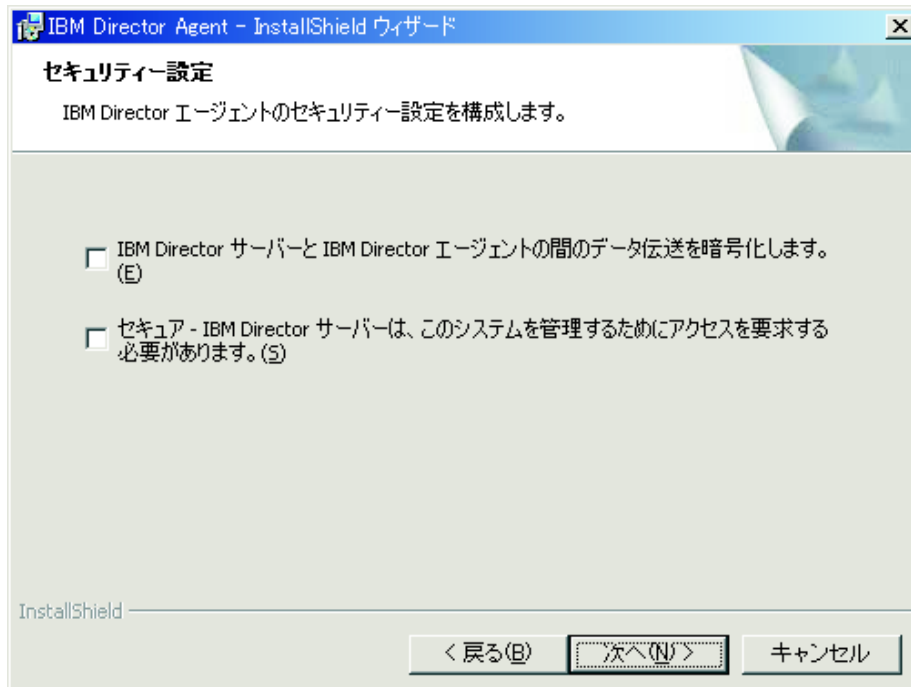 IBM Director Agent - InstallShield ウィザード
セキュリティー設定
IBM Director エージェントのセキュリティー設定を構成します。
IBM Director サーバーと IBM Director エージェントの間のデータ伝送を暗号化します。
(E)
セキュア - IBM Director サーバーは、このシステムを管理するためにアクセスを要求する
必要があります。(S)
InstallShield
< 戻る(B)
次へ(N) >
キャンセル